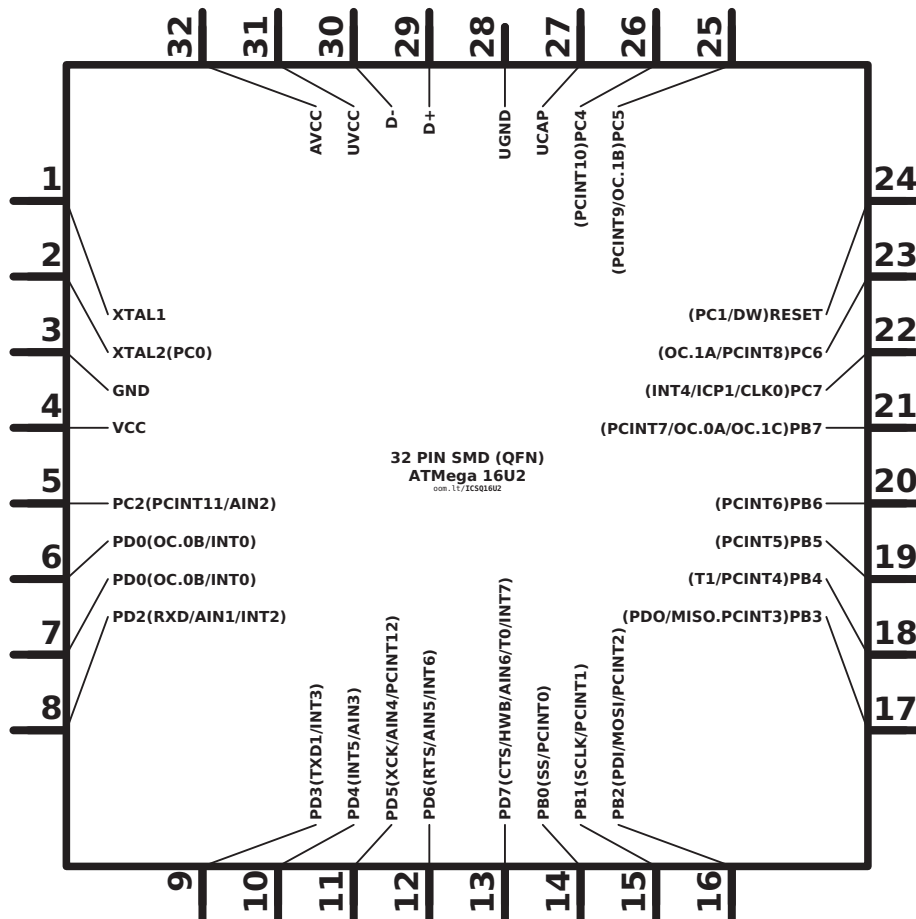 32
31
30
29
28
27
26
25
AVCC
UVCC
D-
D+
UGND
UCAP
(PCINT10)PC4
(PCINT9/OC.1B)PC5
1
2
3
4
5
6
7
8
XTAL1
XTAL2(PC0)
GND
VCC
PC2(PCINT11/AIN2)
PD0(OC.0B/INT0)
PD0(OC.0B/INT0)
PD2(RXD/AIN1/INT2)
32 PIN SMD (QFN)
ATMega 16U2
oom.lt/ICSQ16U2
24
23
22
21
20
19
18
17
(PC1/DW)RESET
(OC.1A/PCINT8)PC6
(INT4/ICP1/CLK0)PC7
(PCINT7/OC.0A/OC.1C)PB7
(PCINT6)PB6
(PCINT5)PB5
(T1/PCINT4)PB4
(PDO/MISO.PCINT3)PB3
PD3(TXD1/INT3)
PD4(INT5/AIN3)
PD5(XCK/AIN4/PCINT12)
PD6(RTS/AIN5/INT6)
PD7(CTS/HWB/AIN6/T0/INT7)
PB0(SS/PCINT0)
PB1(SCLK/PCINT1)
PB2(PDI/MOSI/PCINT2)
9
10
11
12
13
14
15
16